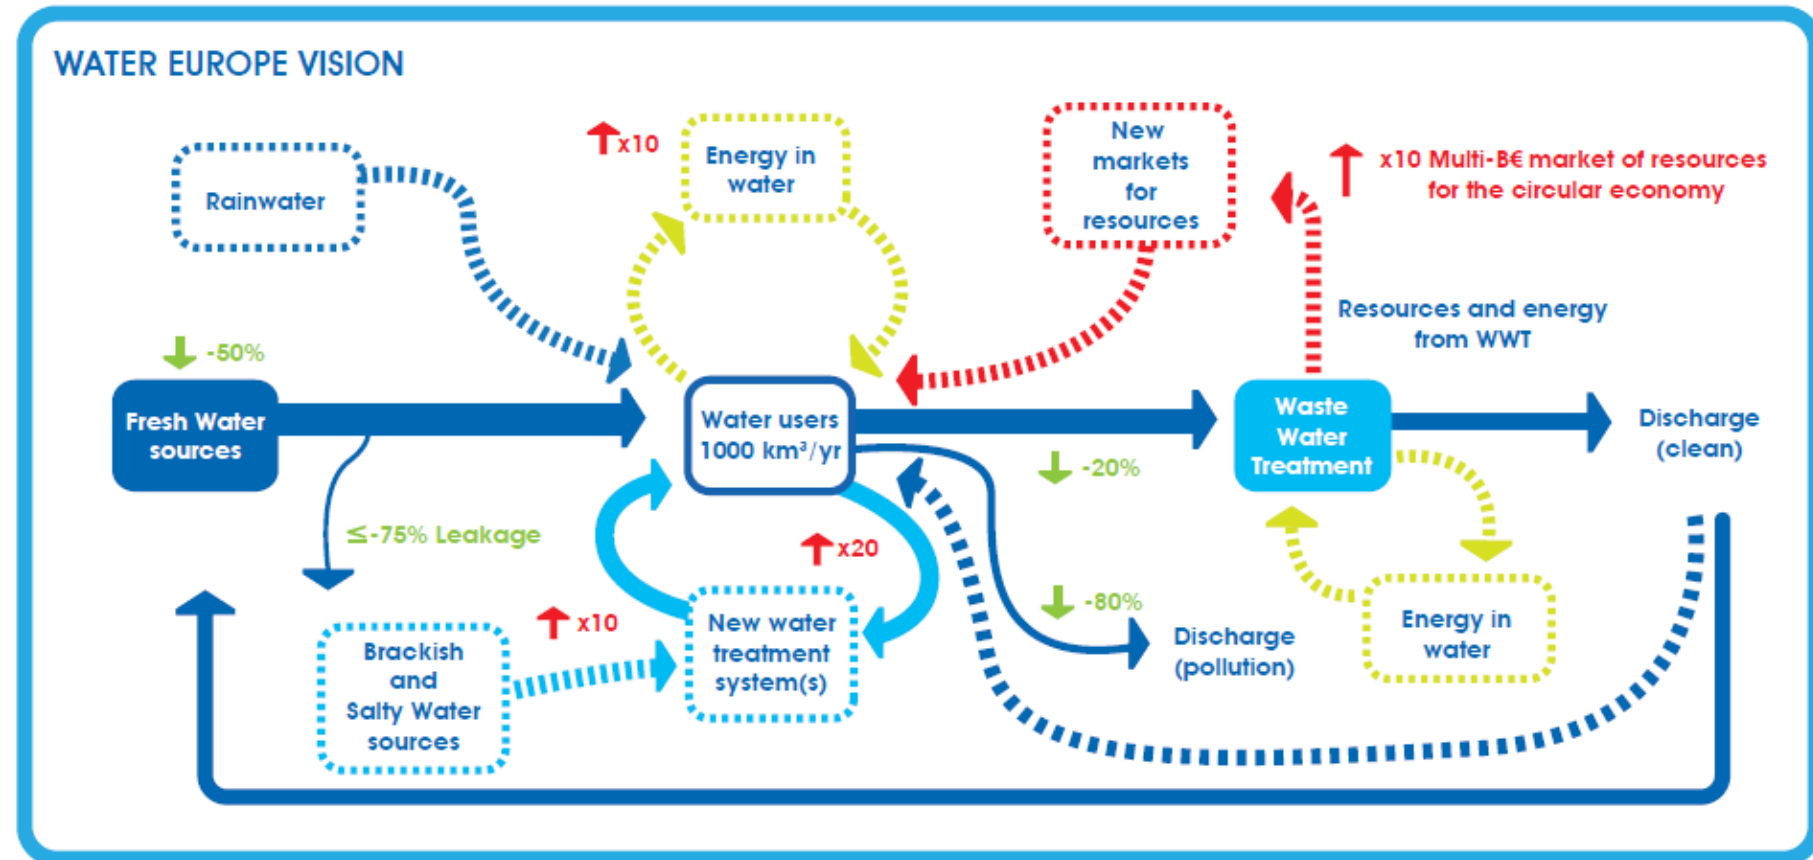 WATER EUROPE VISION
Rainwater
x10
Energy in
water
New
markets
for
resources
x10 Multi-B€ market of resources
for the circular economy
Resources and energy
from WWT
-50%
Fresh Water
sources
Water users
1000 km³/yr
Waste
Water
Treatment
Discharge
(clean)
-20%
≤-75% Leakage
x20
x10
-80%
Brackish
and
Salty Water
sources
New water
treatment
system(s)
Discharge
(pollution)
Energy in
water